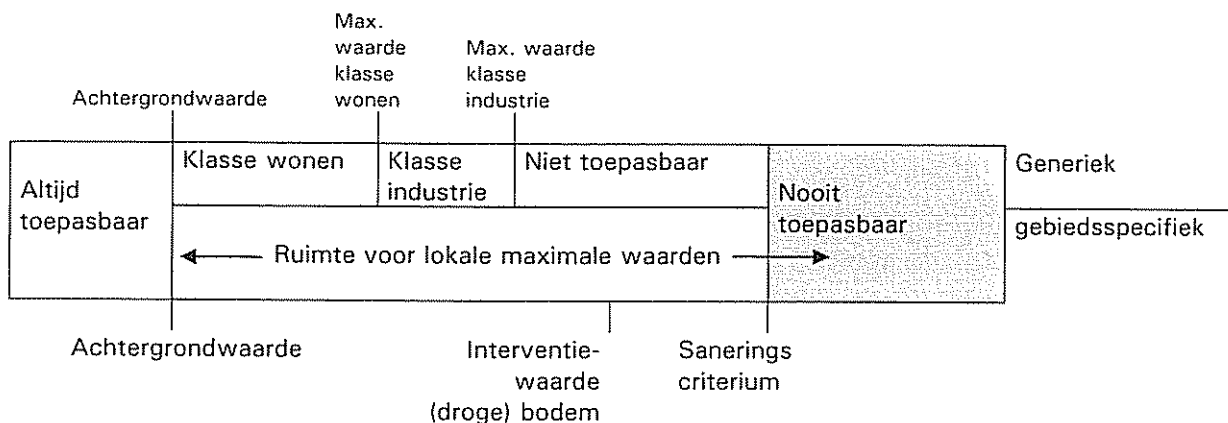 Max.
waarde
klasse
wonen
Max. waarde
klasse
industrie
Achtergrondwaarde
Altijd
toepasbaar
Klasse wonen
Klasse
industrie
Niet toepasbaar
Nooit
toepasbaar
Generiek
gebiedsspecifiek
Ruimte voor lokale maximale waarden
Achtergrondwaarde
Interventie-
waarde
(droge) bodem
Sanerings
criterium